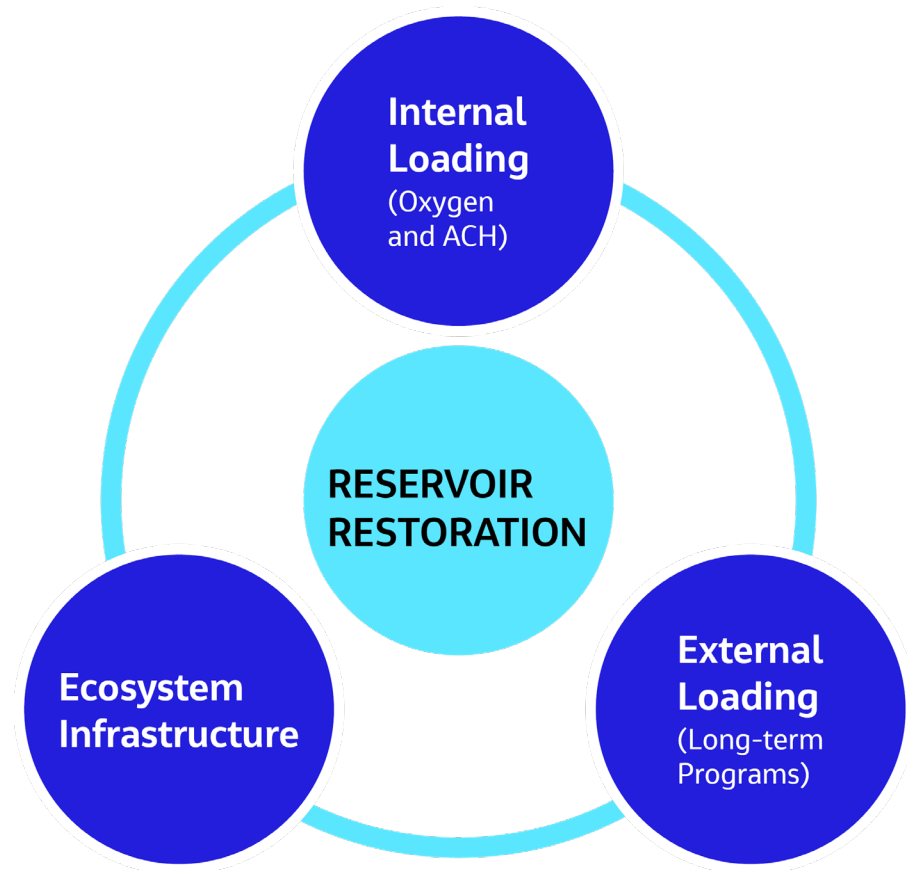 Internal
Loading
(Oxygen
and ACH)
RESERVOIR
RESTORATION
Ecosystem
Infrastructure
External
Loading
(Long-term
Programs)